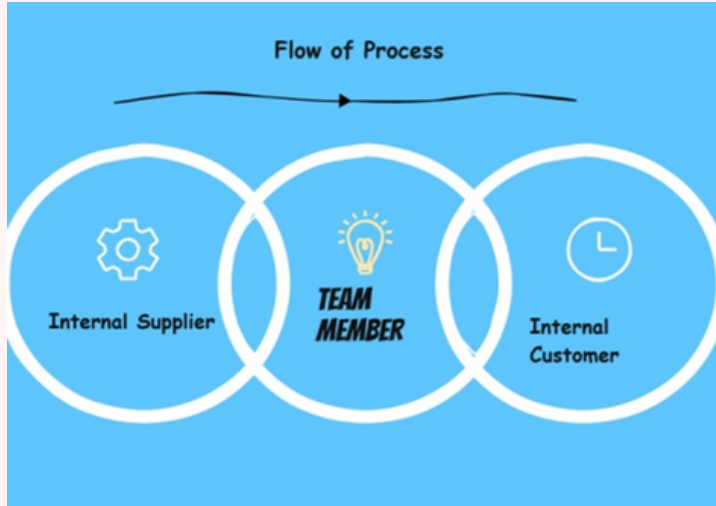 Flow of Process
Internal Supplier
TEAM
MEMBER
Internal
Customer